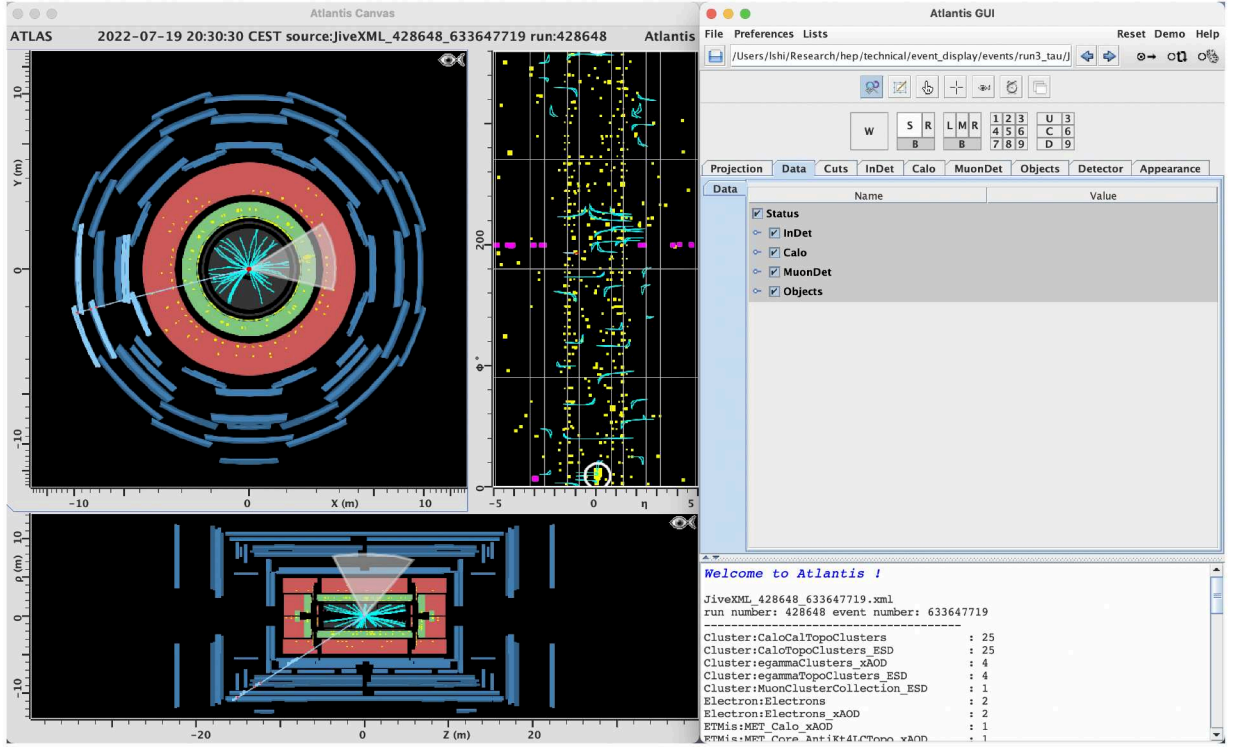 Atlantis Canvas
ATLAS 2022-07-19 20:30:30 CEST source:JiveXML_428648_633647719 run:428648 Atlantis
10
Y (m)
0
-10
-10 0 X (m) 10
200
Φ°
0
-5 0 η 5
10
ρ (m)
0
-10
-20 0 Z (m) 20
Atlantis GUI
File Preferences Lists Reset Demo Help
/Users/lshi/Research/hep/technical/event_display/events/run3_tau/J
W S R L M R 1 2 3 U 3
B B 4 5 6 C 6
7 8 9 D 9
Projection Data Cuts InDet Calo MuonDet Objects Detector Appearance
Data
Name Value
Status
InDet
Calo
MuonDet
Objects
Welcome to Atlantis !
JiveXML_428648_633647719.xml
run number: 428648 event number: 633647719
-------------------------------------
Cluster:CaloCalTopoClusters : 25
Cluster:CaloTopoClusters_ESD : 25
Cluster:egammaClusters_xAOD : 4
Cluster:egammaTopoClusters_ESD : 4
Cluster:MuonClusterCollection_ESD : 1
Electron:Electrons : 2
Electron:Electrons_xAOD : 2
ETMis:MET_Calo_xAOD : 1
ETMis:MET_Core_AntiKt4LCTopo_xAOD : 1